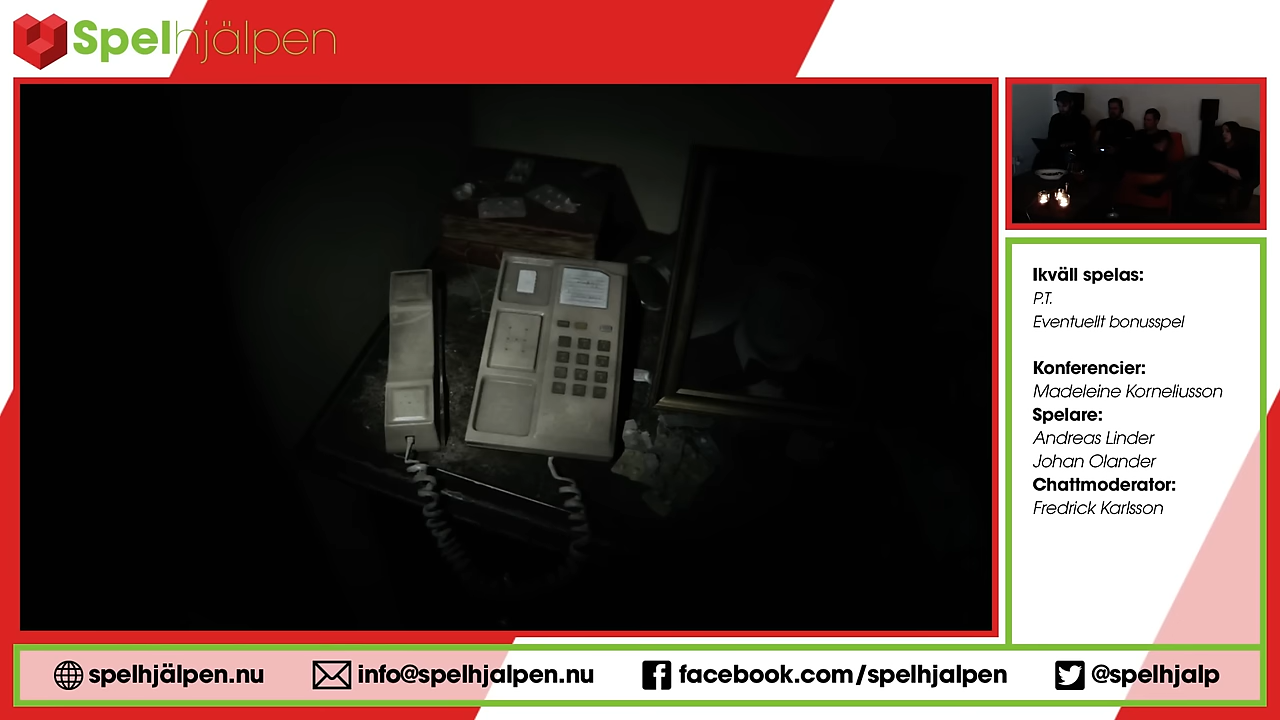 Spelhjälpen
Ikväll spelas:
P.T.
Eventuellt bonusspel
Konferencier:
Madeleine Korneliusson
Spelare:
Andreas Linder
Johan Olander
Chattmoderator:
Fredrick Karlsson
spelhjälpen.nu
info@spelhjalpen.nu
facebook.com/spelhjalpen
@spelhjalp